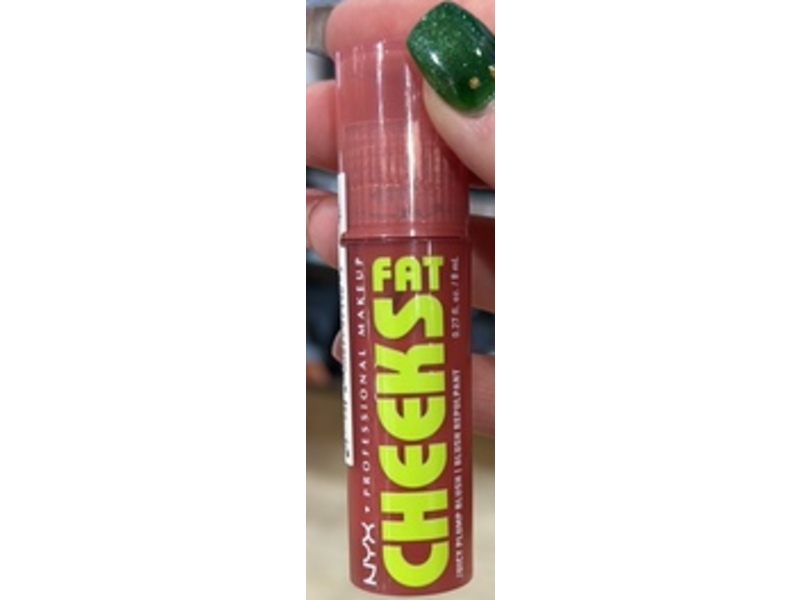 NYX • PROFESSIONAL MAKEUP
FAT
CHEEKS
JUICY PLUMP BLUSH | BLUSH REPULPANT
0.27 fl. oz. / 8 mL